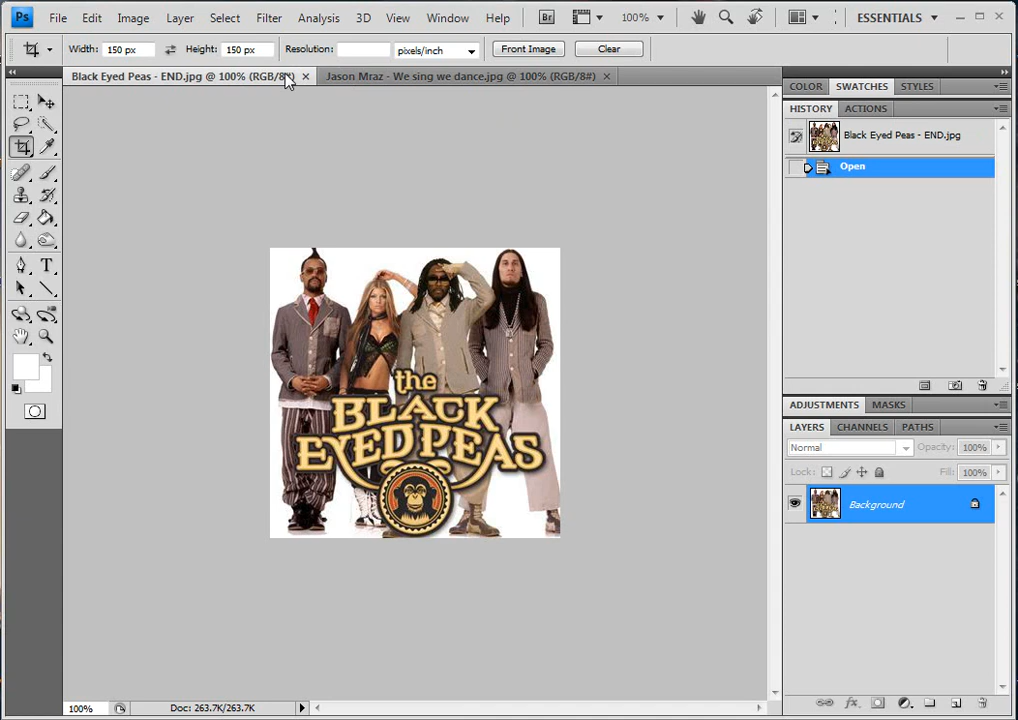 Ps File Edit Image Layer Select Filter Analysis 3D View Window Help Br 100% ESSENTIALS
Width: 150 px Height: 150 px Resolution: pixels/inch Front Image Clear
Black Eyed Peas - END.jpg @ 100% (RGB/8#) Jason Mraz - We sing we dance.jpg @ 100% (RGB/8#)
COLOR SWATCHES STYLES
HISTORY ACTIONS
Black Eyed Peas - END.jpg
Open
the
BLACK
EYED PEAS
ADJUSTMENTS MASKS
LAYERS CHANNELS PATHS
Normal Opacity: 100%
Lock: Fill: 100%
Background
100% Doc: 263.7K/263.7K